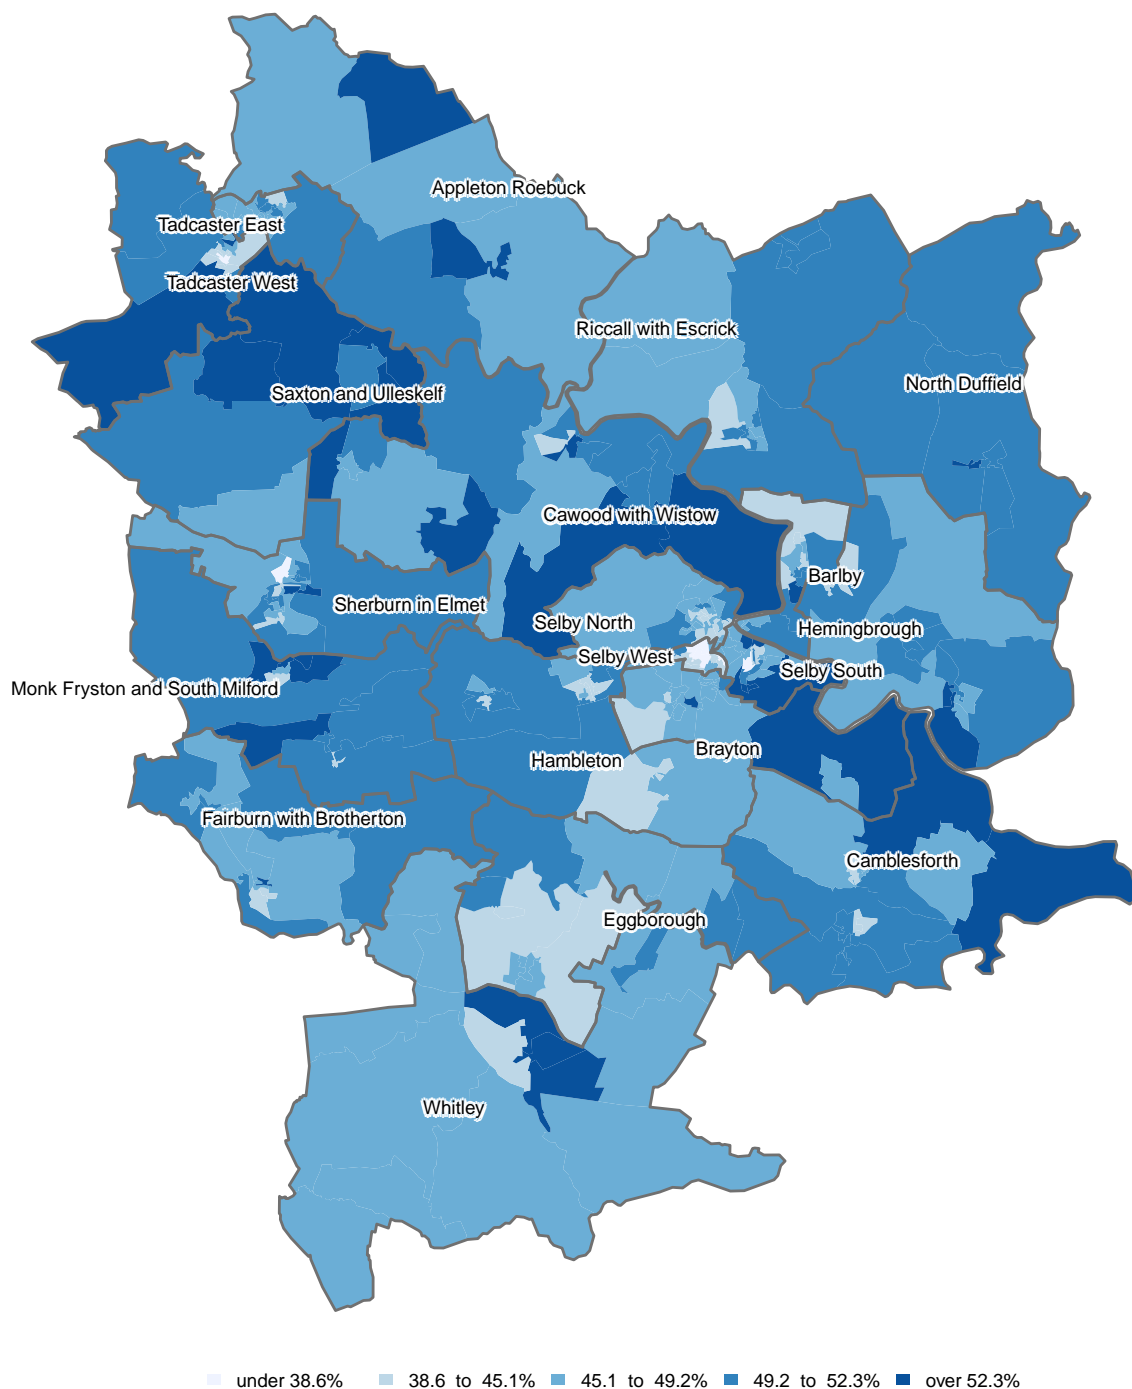 Appleton Roebuck
Tadcaster East
Tadcaster West
Riccall with Escrick
North Duffield
Saxton and Ulleskelf
Cawood with Wistow
Barlby
Sherburn in Elmet
Selby North
Hemingbrough
Selby West
Selby South
Monk Fryston and South Milford
Brayton
Hambleton
Fairburn with Brotherton
Camblesforth
Eggborough
Whitley
under 38.6% 38.6 to 45.1% 45.1 to 49.2% 49.2 to 52.3% over 52.3%